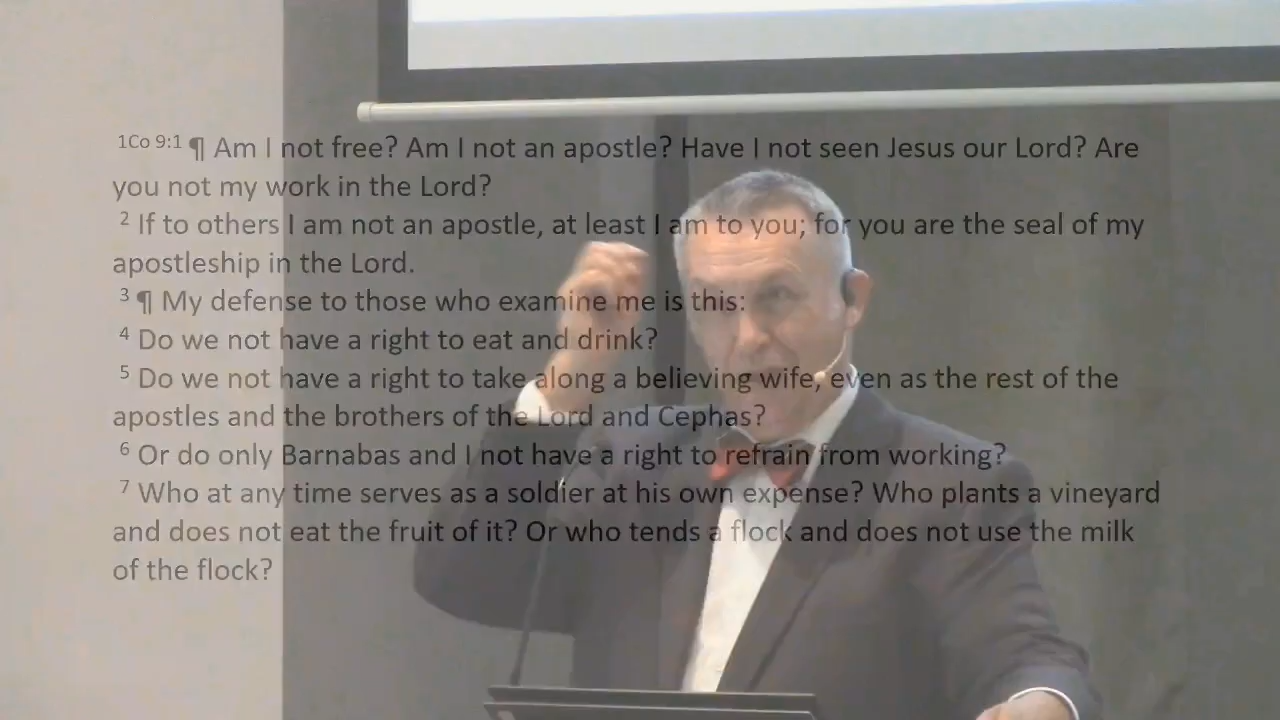 1Co 9:1 ¶ Am I not free? Am I not an apostle? Have I not seen Jesus our Lord? Are
you not my work in the Lord?
2 If to others I am not an apostle, at least I am to you; for you are the seal of my
apostleship in the Lord.
3 ¶ My defense to those who examine me is this:
4 Do we not have a right to eat and drink?
5 Do we not have a right to take along a believing wife, even as the rest of the
apostles and the brothers of the Lord and Cephas?
6 Or do only Barnabas and I not have a right to refrain from working?
7 Who at any time serves as a soldier at his own expense? Who plants a vineyard
and does not eat the fruit of it? Or who tends a flock and does not use the milk
of the flock?